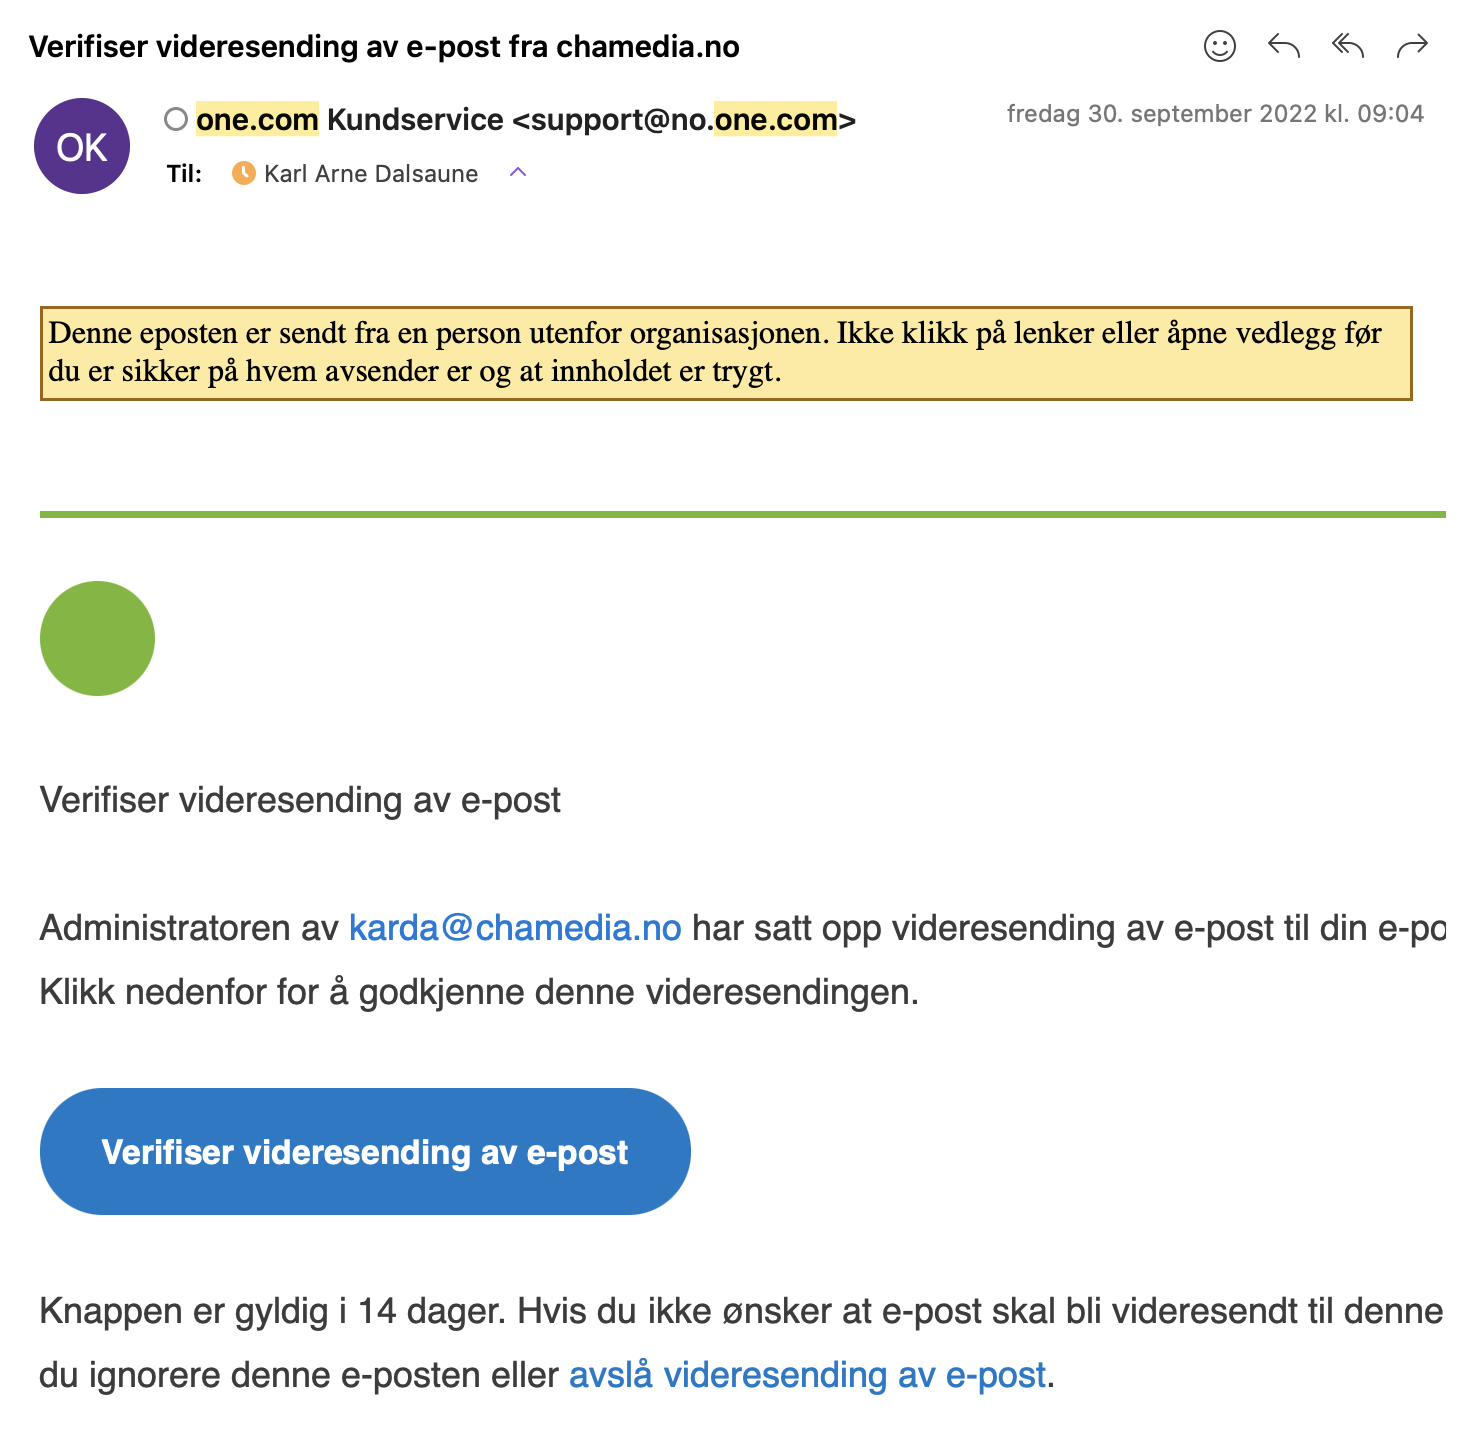 Verifiser videresending av e-post fra chamedia.no
OK
one.com Kundservice <support@no.one.com>
fredag 30. september 2022 kl. 09:04
Til: Karl Arne Dalsaune
Denne eposten er sendt fra en person utenfor organisasjonen. Ikke klikk på lenker eller åpne vedlegg før
du er sikker på hvem avsender er og at innholdet er trygt.
Verifiser videresending av e-post
Administratoren av karda@chamedia.no har satt opp videresending av e-post til din e-po
Klikk nedenfor for å godkjenne denne videresendingen.
Verifiser videresending av e-post
Knappen er gyldig i 14 dager. Hvis du ikke ønsker at e-post skal bli videresendt til denne
du ignorere denne e-posten eller avslå videresending av e-post.